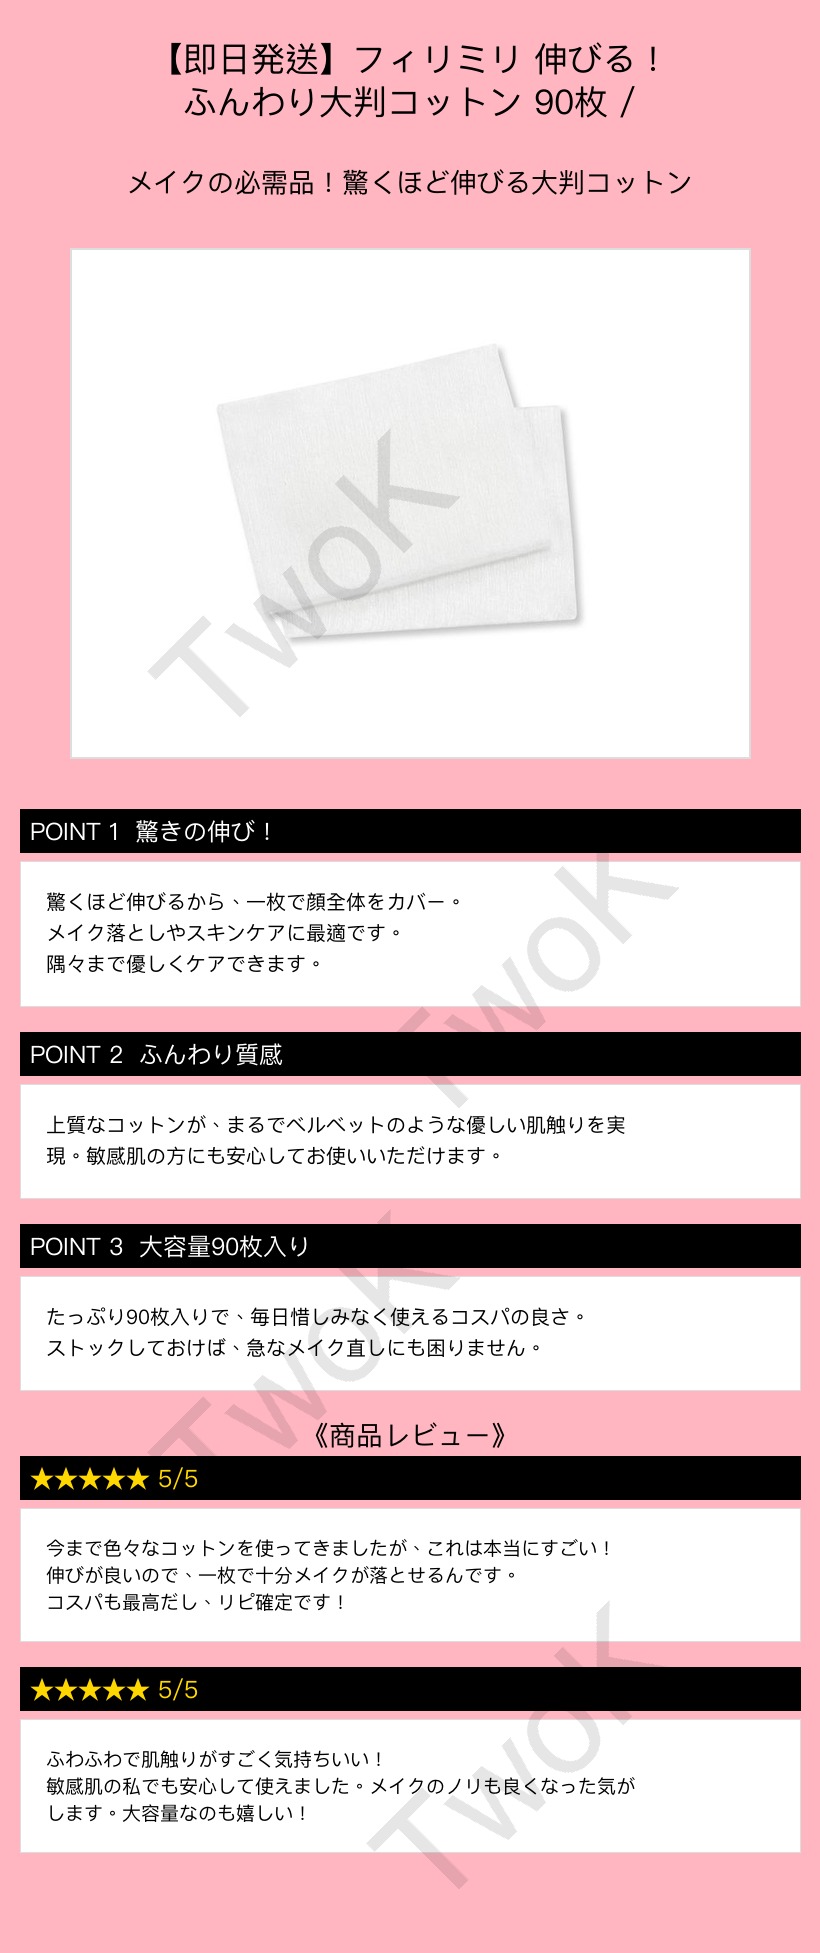 【即日発送】フィリミリ 伸びる！
ふんわり大判コットン 90枚 /
メイクの必需品！驚くほど伸びる大判コットン
TwoK
POINT 1 驚きの伸び！
驚くほど伸びるから、一枚で顔全体をカバー。
メイク落としやスキンケアに最適です。
隅々まで優しくケアできます。
TwoK
POINT 2 ふんわり質感
上質なコットンが、まるでベルベットのような優しい肌触りを実
現。敏感肌の方にも安心してお使いいただけます。
POINT 3 大容量90枚入り
たっぷり90枚入りで、毎日惜しみなく使えるコスパの良さ。
ストックしておけば、急なメイク直しにも困りません。
TwoK
《商品レビュー》
★★★★★ 5/5
今まで色々なコットンを使ってきましたが、これは本当にすごい！
伸びが良いので、一枚で十分メイクが落とせるんです。
コスパも最高だし、リピ確定です！
★★★★★ 5/5
ふわふわで肌触りがすごく気持ちいい！
敏感肌の私でも安心して使えました。メイクのノリも良くなった気が
します。大容量なのも嬉しい！
TwoK